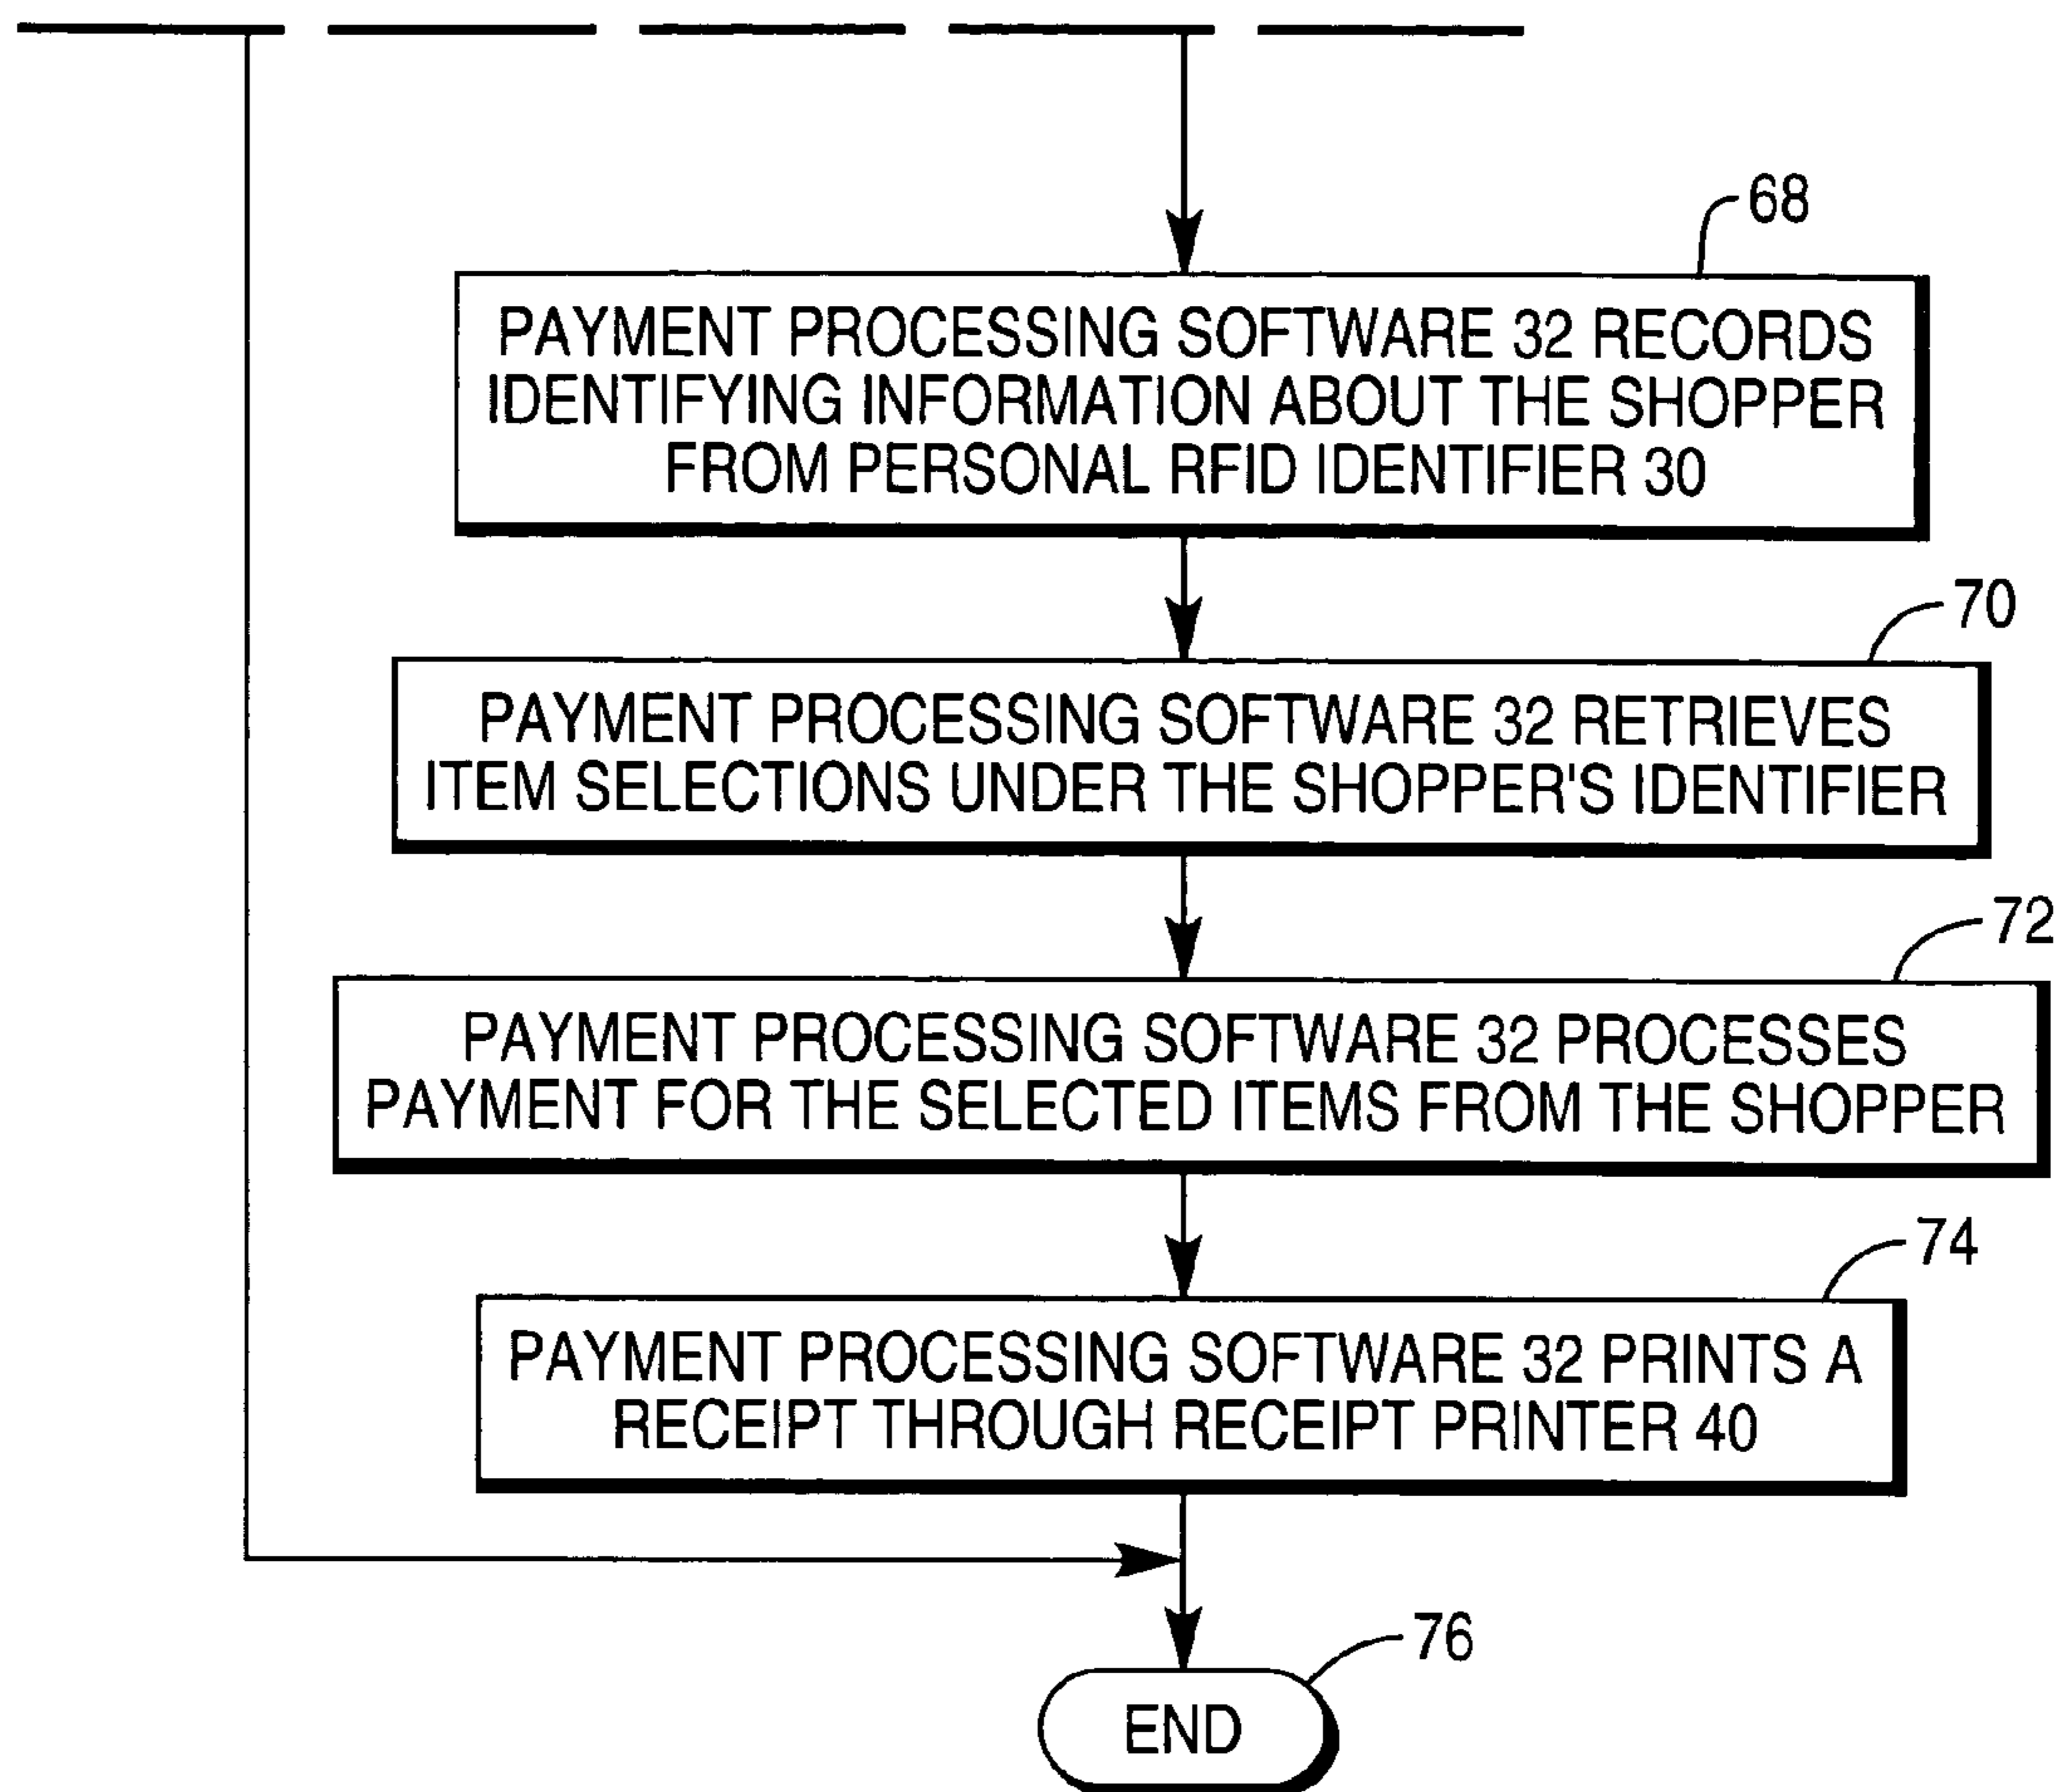 68
PAYMENT PROCESSING SOFTWARE 32 RECORDS
IDENTIFYING INFORMATION ABOUT THE SHOPPER
FROM PERSONAL RFID IDENTIFIER 30
70
PAYMENT PROCESSING SOFTWARE 32 RETRIEVES
ITEM SELECTIONS UNDER THE SHOPPER'S IDENTIFIER
72
PAYMENT PROCESSING SOFTWARE 32 PROCESSES
PAYMENT FOR THE SELECTED ITEMS FROM THE SHOPPER
74
PAYMENT PROCESSING SOFTWARE 32 PRINTS A
RECEIPT THROUGH RECEIPT PRINTER 40
76
END